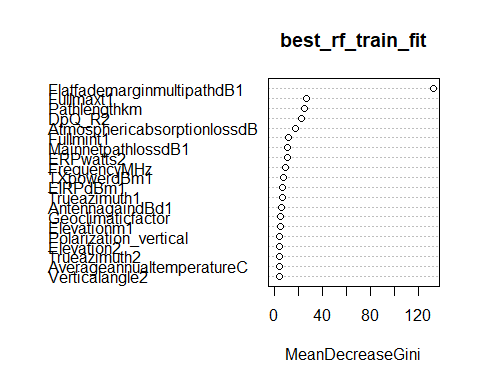 best_rf_train_fit
FlatfademarginmultipathdB1
Fullmaxt1
Pathlengthkm
DpQ_R2
AtmosphericabsorptionlossdB
Fullmint1
MainnetpathlossdB1
ERPwatts2
FrequencyMHz
TXpowerdBm1
EIRPdBm1
Trueazimuth1
AntennagaindBd1
Geoclimaticfactor
Elevationm1
Polarization_vertical
Elevation2
Trueazimuth2
AverageannualtemperatureC
Verticalangle2
0 40 80 120
MeanDecreaseGini